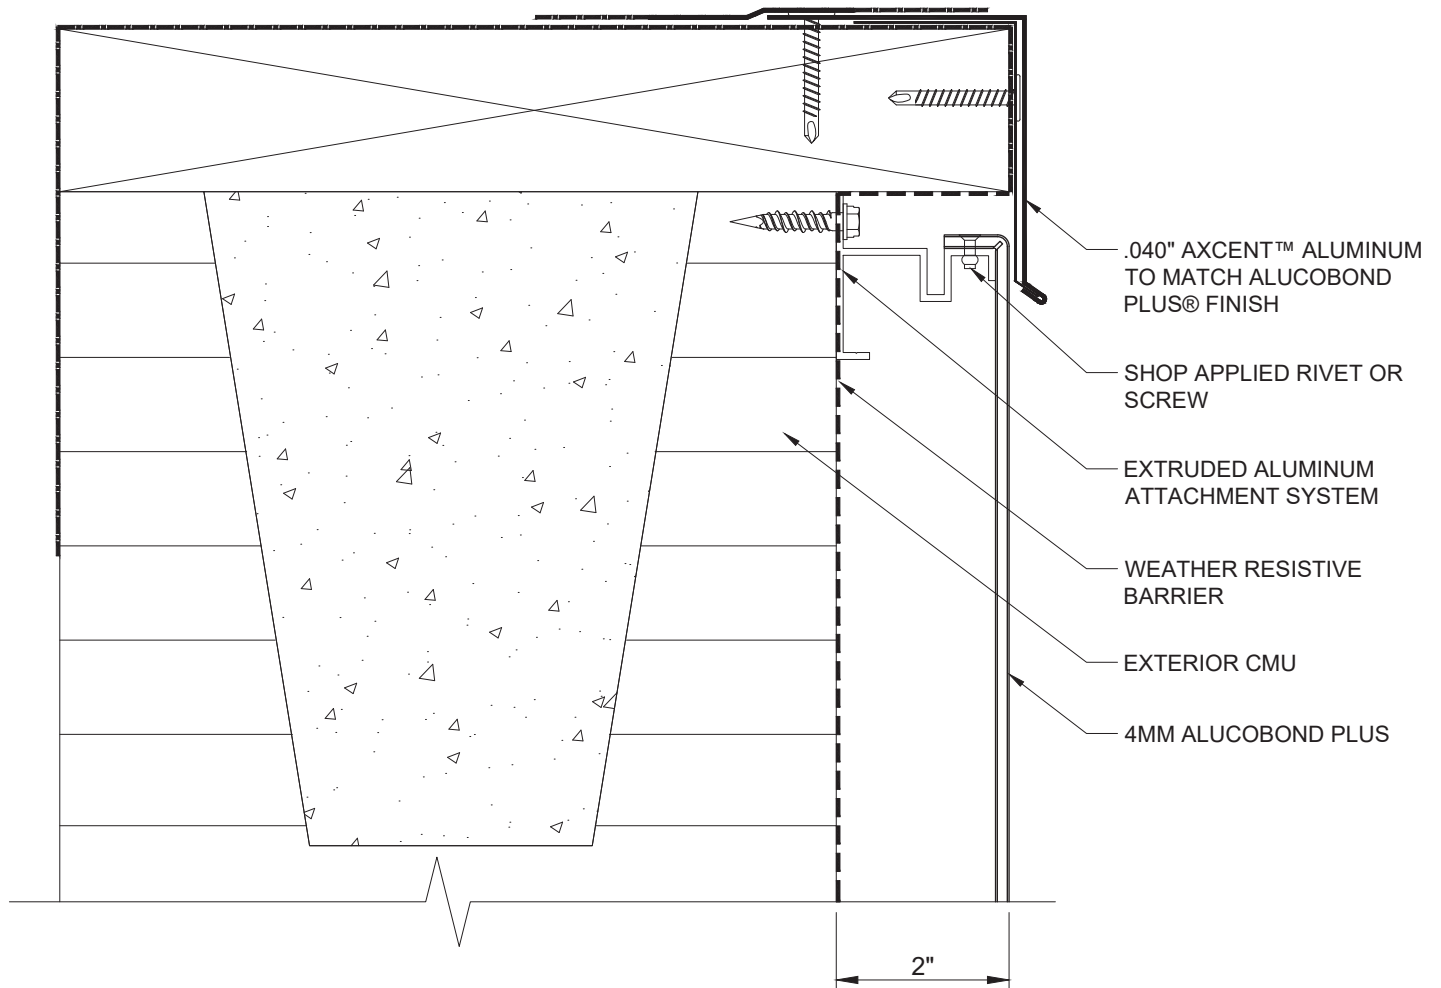 .040" AXCENT™ ALUMINUM
TO MATCH ALUCOBOND
PLUS® FINISH
SHOP APPLIED RIVET OR
SCREW
EXTRUDED ALUMINUM
ATTACHMENT SYSTEM
WEATHER RESISTIVE
BARRIER
EXTERIOR CMU
4MM ALUCOBOND PLUS
2"